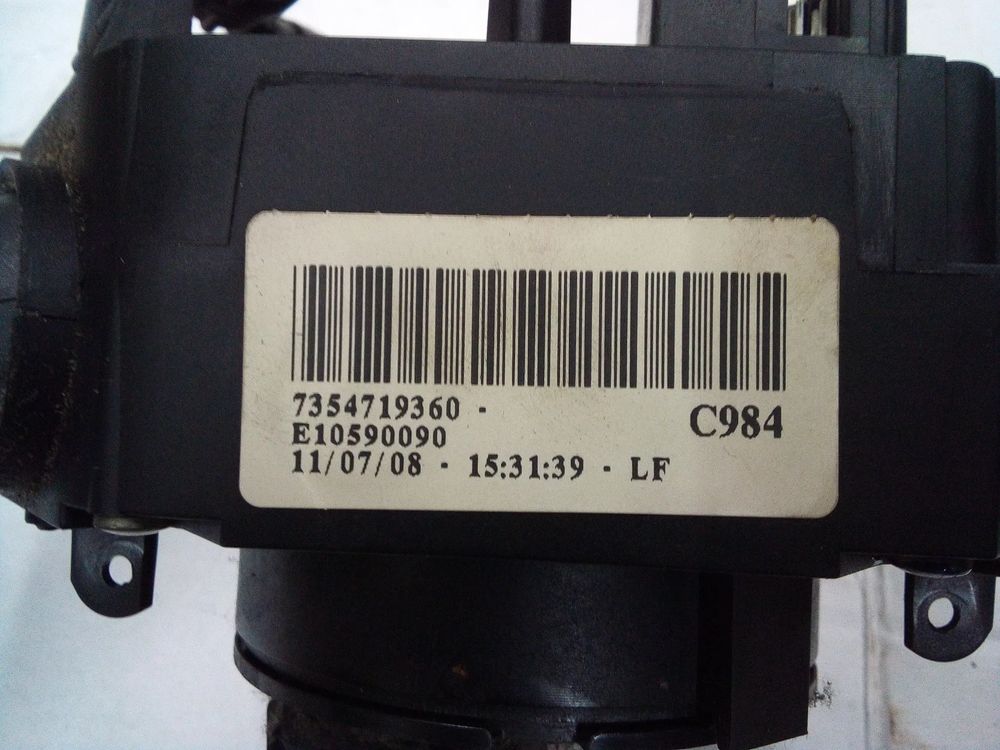 7354719360 -
E10590090
C984
11/07/08 - 15:31:39 - LF